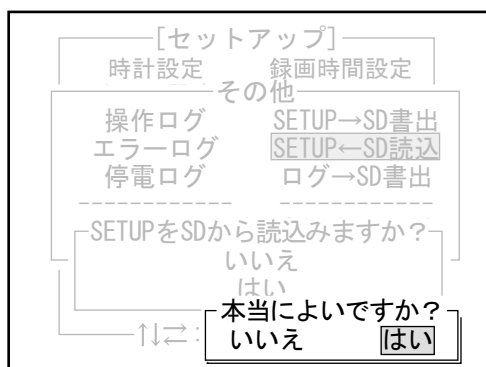 [セットアップ]
時計設定 録画時間設定
その他
操作ログ SETUP→SD書出
エラーログ SETUP←SD読込
停電ログ ログ→SD書出
------------ ------------
SETUPをSDから読込みますか?
いいえ
はい
本当によいですか?
↑↓⇄:
いいえ はい